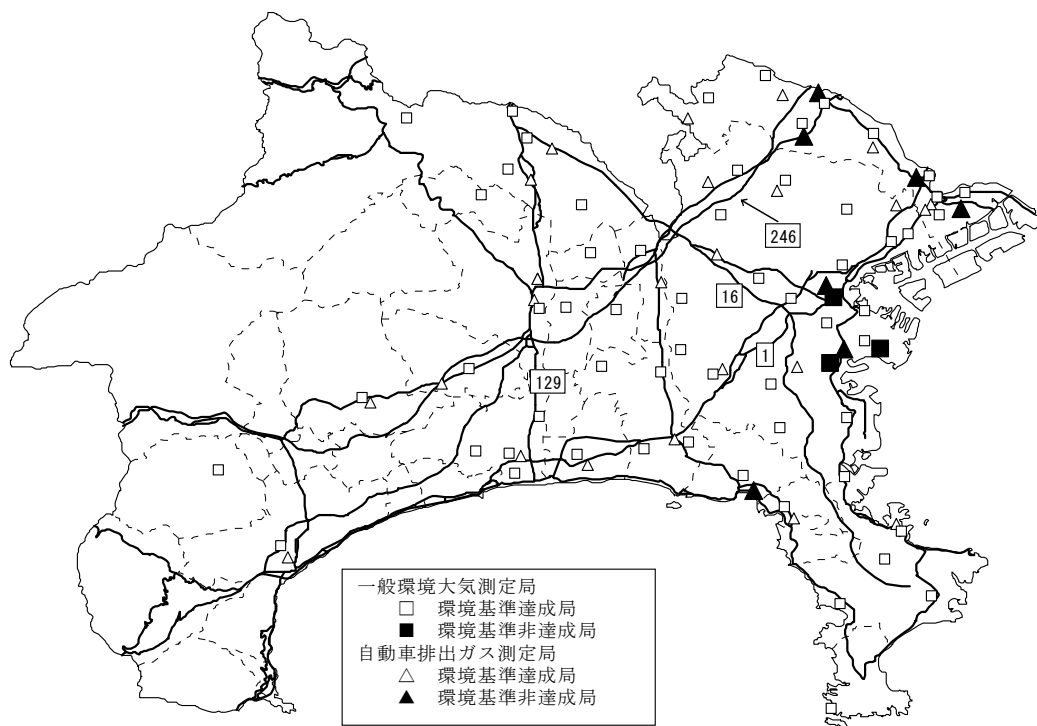 246
16
1
129
一般環境大気測定局
□ 環境基準達成局
■ 環境基準非達成局
自動車排出ガス測定局
△ 環境基準達成局
▲ 環境基準非達成局